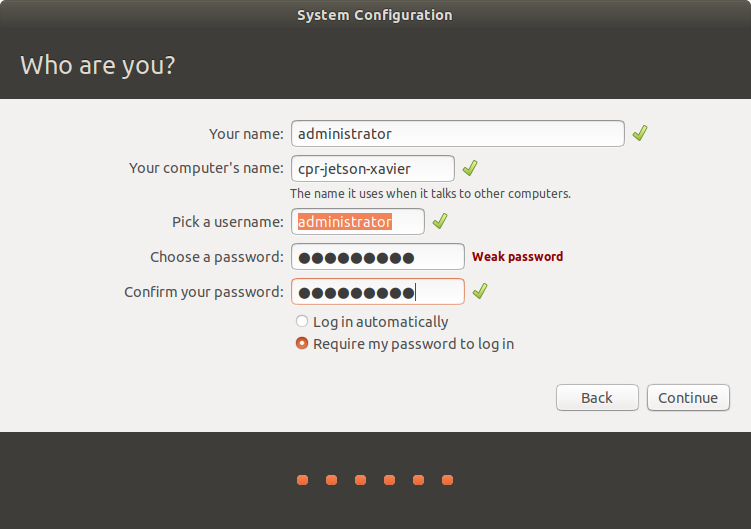 System Configuration
Who are you?
Your name: administrator
Your computer's name: cpr-jetson-xavier
The name it uses when it talks to other computers.
Pick a username: administrator
Choose a password: ●●●●●●●●● Weak password
Confirm your password: ●●●●●●●●●
Log in automatically
Require my password to log in
Back Continue